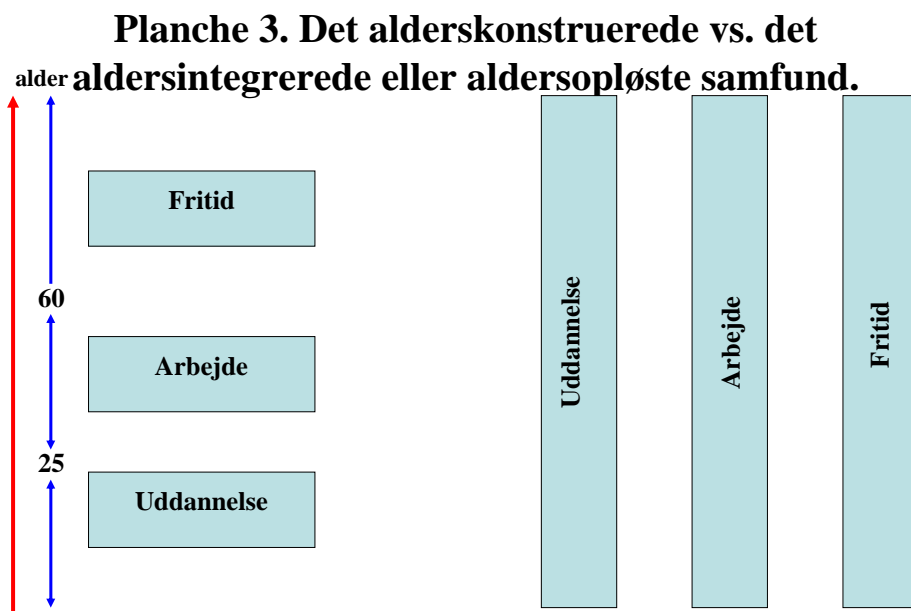 Planche 3. Det alderskonstruerede vs. det
aldersintegrerede eller aldersopløste samfund.
alder
Fritid
60
Arbejde
25
Uddannelse
Uddannelse
Arbejde
Fritid